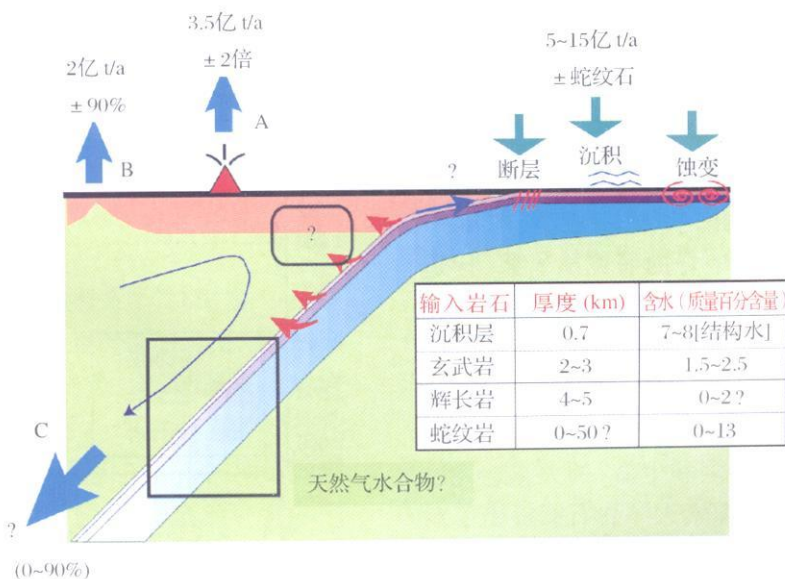 3.5亿 t/a
±2倍
A
2亿 t/a
±90%
B
5~15亿 t/a
±蛇纹石
?
断层
沉积
蚀变
?
输入岩石 厚度 (km) 含水 (质量百分含量)
沉积层 0.7 7~8[结构水]
玄武岩 2~3 1.5~2.5
辉长岩 4~5 0~2?
蛇纹岩 0~50? 0~13
C
?
(0~90%)
天然气水合物?